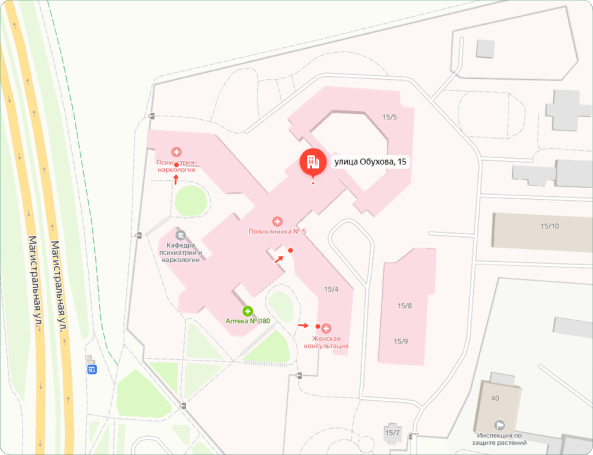 15/5
Психиатрия-
наркология
улица Обухова, 15
15/10
Поликлиника № 5
Кафедра
психиатрии и
наркологии
Магистральная ул.
Магистральная ул.
15/4
15/8
Аптека № 180
Женская
консультация
15/9
40
15/7
Инспекция по
защите растений